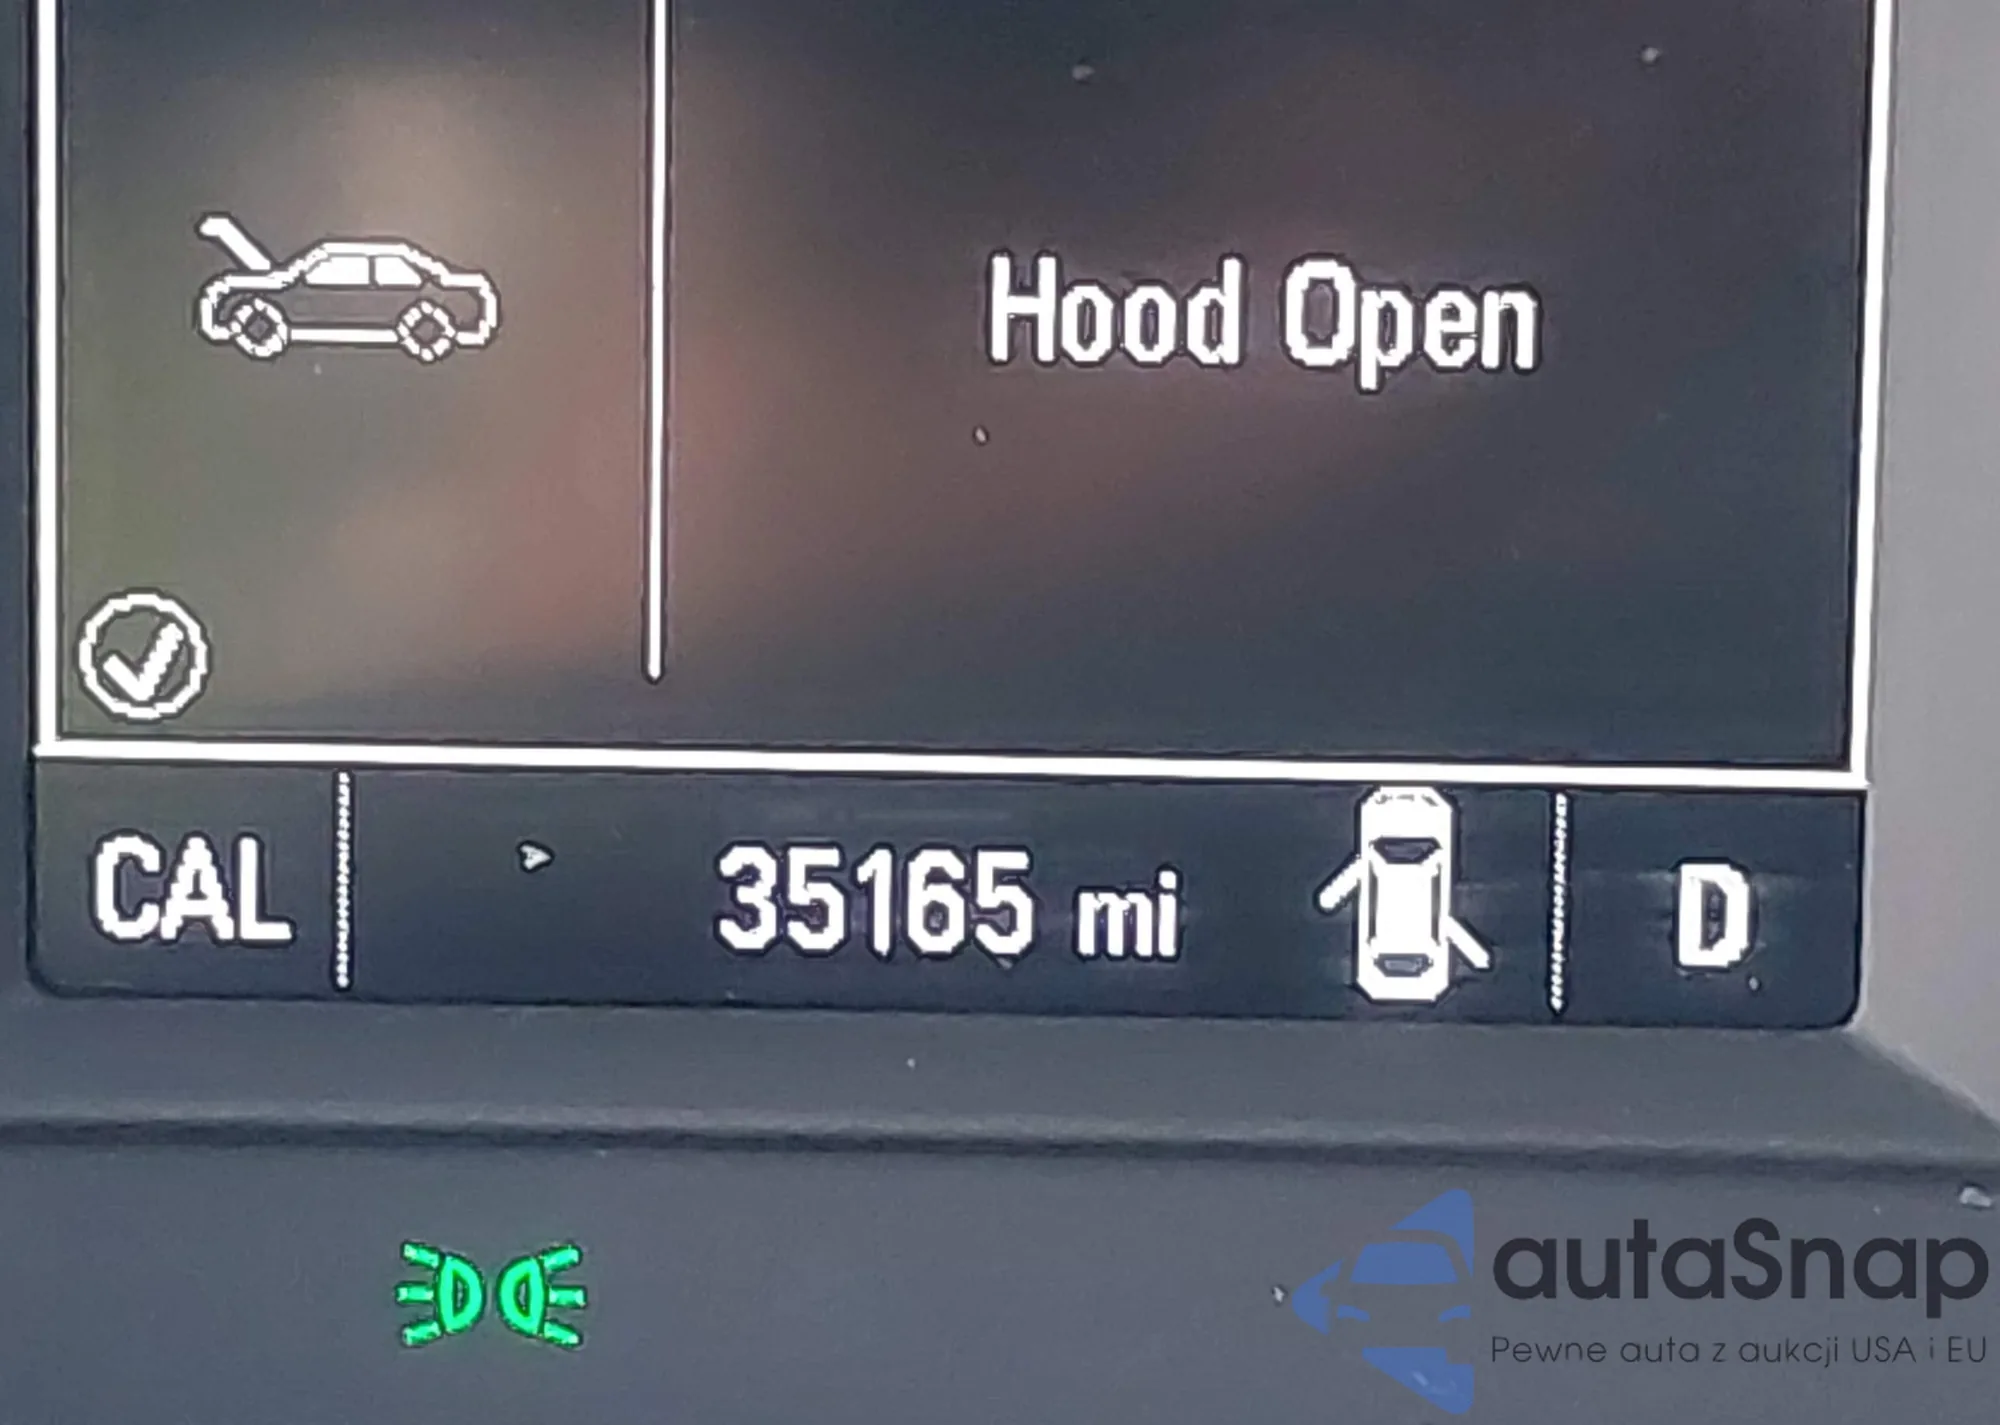 Hood Open
CAL
35165 mi
D
autaSnap
Pewne auta z aukcji USA i EU